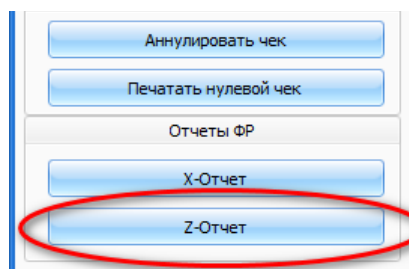 Аннулировать чек
Печатать нулевой чек
Отчеты ФР
X-Отчет
Z-Отчет